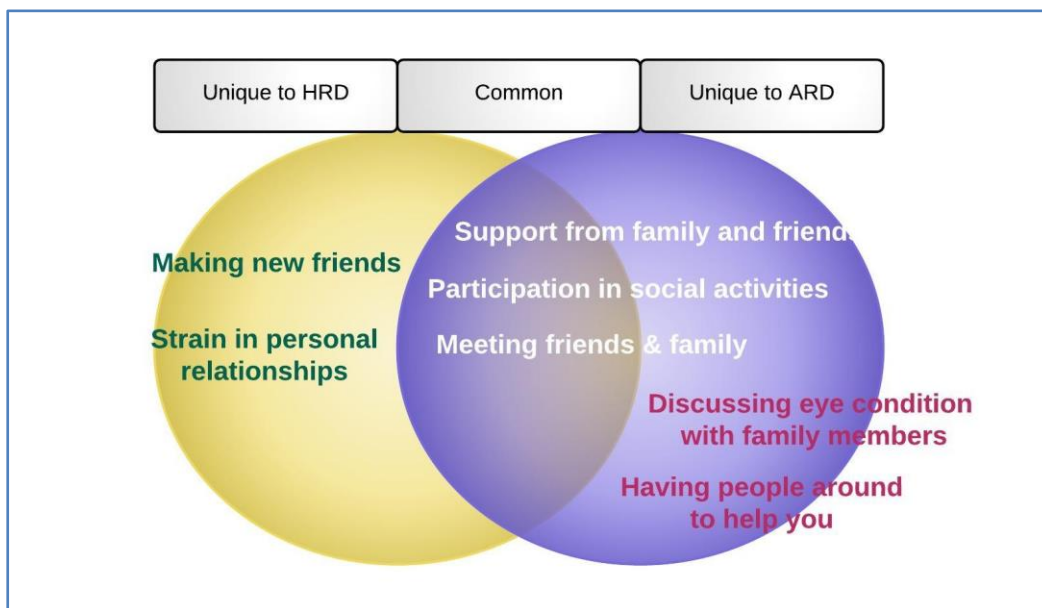 Unique to HRD
Common
Unique to ARD
Support from family and friends
Making new friends
Participation in social activities
Strain in personal
relationships
Meeting friends & family
Discussing eye condition
with family members
Having people around
to help you